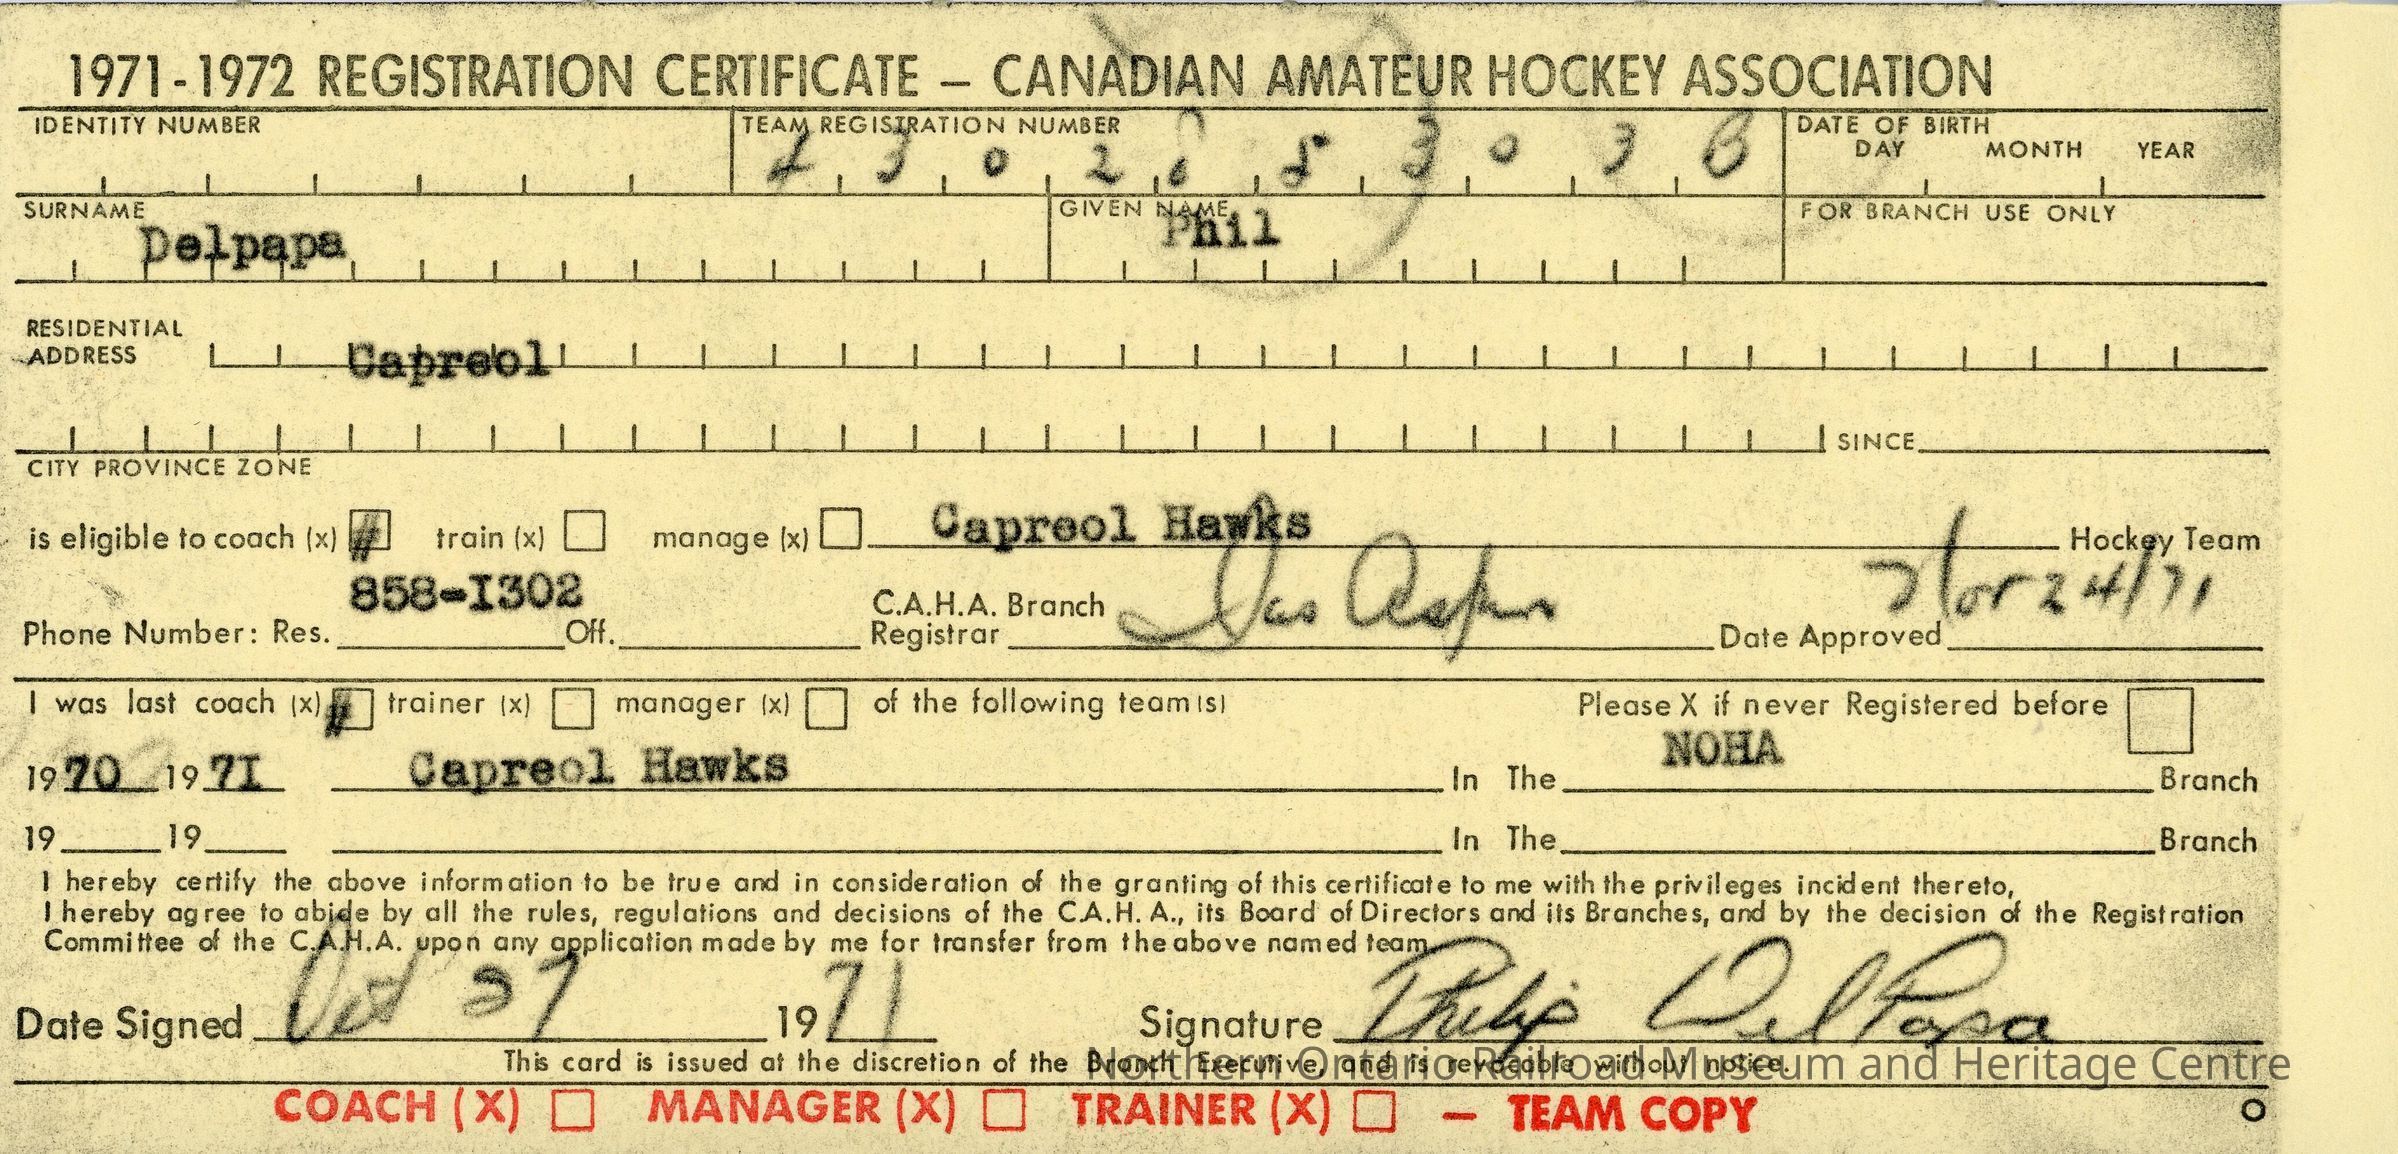 1971-1972 REGISTRATION CERTIFICATE – CANADIAN AMATEUR HOCKEY ASSOCIATION
IDENTITY NUMBER TEAM REGISTRATION NUMBER DATE OF BIRTH
DAY MONTH YEAR
3 0 2 8 3 0 3 B
SURNAME GIVEN NAME FOR BRANCH USE ONLY
Delpapa Phil
RESIDENTIAL
ADDRESS Capreol
SINCE
CITY PROVINCE ZONE
is eligible to coach (x) # train (x) manage (x) Capreol Hawks Hockey Team
858-I302
Phone Number: Res. Off. C.A.H.A. Branch Registrar Date Approved Nov 24/71
I was last coach (x) # trainer (x) manager (x) of the following team(s) Please X if never Registered before
1970 1971 Capreol Hawks In The NOHA Branch
19 19 In The Branch
I hereby certify the above information to be true and in consideration of the granting of this certificate to me with the privileges incident thereto,
I hereby agree to abide by all the rules, regulations and decisions of the C.A.H.A., its Board of Directors and its Branches, and by the decision of the Registration
Committee of the C.A.H.A. upon any application made by me for transfer from the above named team.
Date Signed Oct 27 1971 Signature Philip DelPapa
This card is issued at the discretion of the Branch Executive, and is revocable without notice.
Northern Ontario Railroad Museum and Heritage Centre
COACH (X) MANAGER (X) TRAINER (X) – TEAM COPY